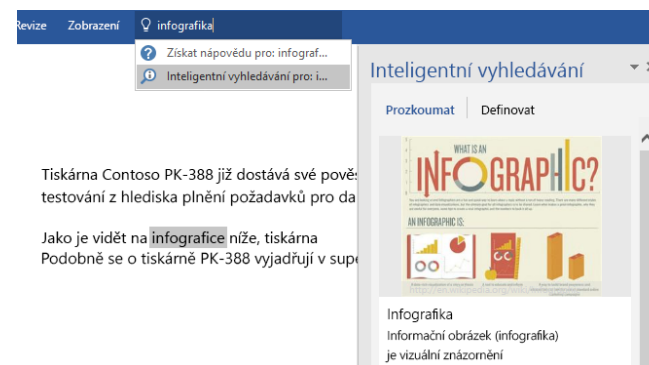 Revize Zobrazení infografika
Získat nápovědu pro: infograf...
Inteligentní vyhledávání pro: i...
Inteligentní vyhledávání
Prozkoumat Definovat
WHAT IS AN
INFOGRAPHIC?
AN INFOGRAPHIC IS:
Tiskárna Contoso PK-388 již dostává své pověs
testování z hlediska plnění požadavků pro da
Jako je vidět na infografice níže, tiskárna
Podobně se o tiskárně PK-388 vyjadřují v supe
Infografika
Informační obrázek (infografika)
je vizuální znázornění